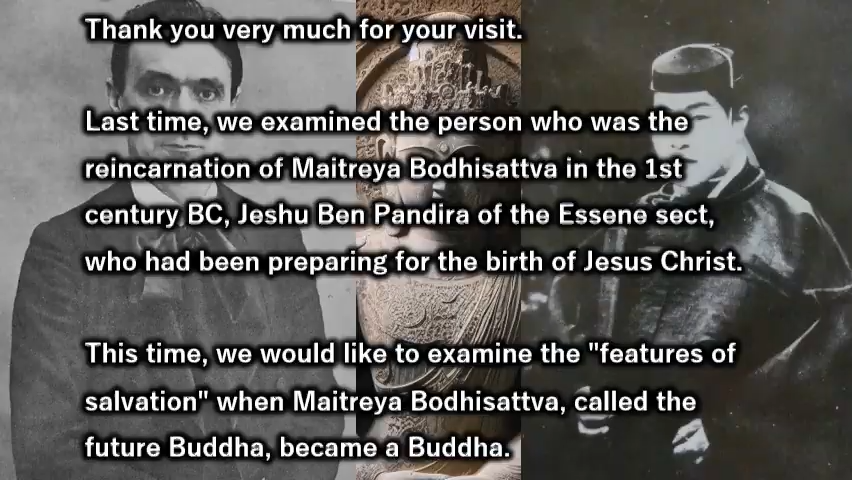 Thank you very much for your visit.
Last time, we examined the person who was the
reincarnation of Maitreya Bodhisattva in the 1st
century BC, Jeshu Ben Pandira of the Essene sect,
who had been preparing for the birth of Jesus Christ.
This time, we would like to examine the "features of
salvation" when Maitreya Bodhisattva, called the
future Buddha, became a Buddha.